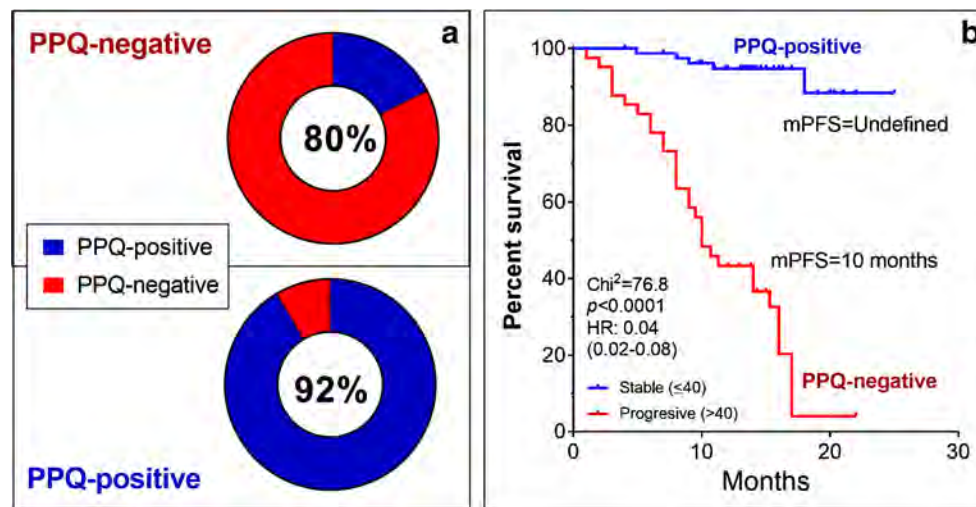 a
PPQ-negative
80%
PPQ-positive
PPQ-negative
92%
PPQ-positive
b
Percent survival
100
80
60
40
20
0
PPQ-positive
mPFS=Undefined
mPFS=10 months
Chi²=76.8
p<0.0001
HR: 0.04
(0.02-0.08)
Stable (≤40)
Progresive (>40)
PPQ-negative
0
10
20
30
Months